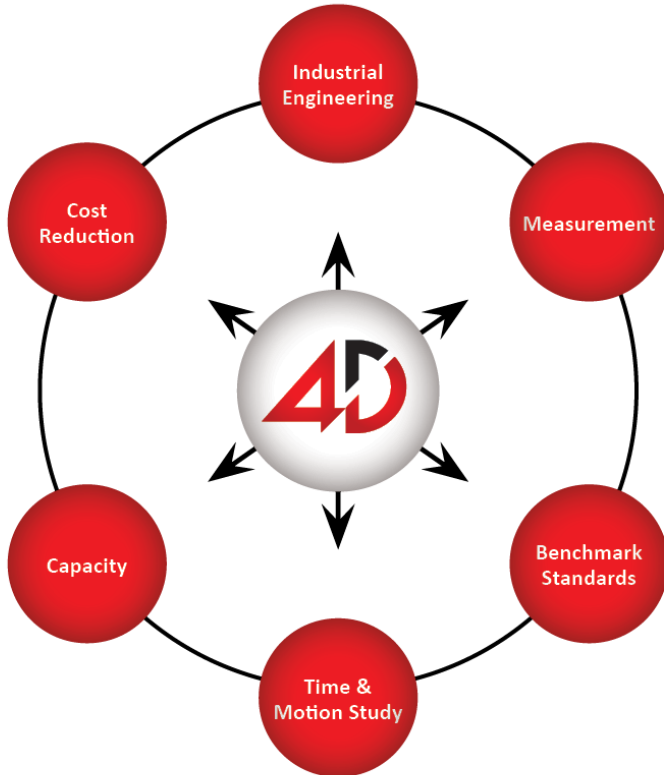 Industrial
Engineering
Measurement
Benchmark
Standards
Time &
Motion Study
Capacity
Cost
Reduction
4D